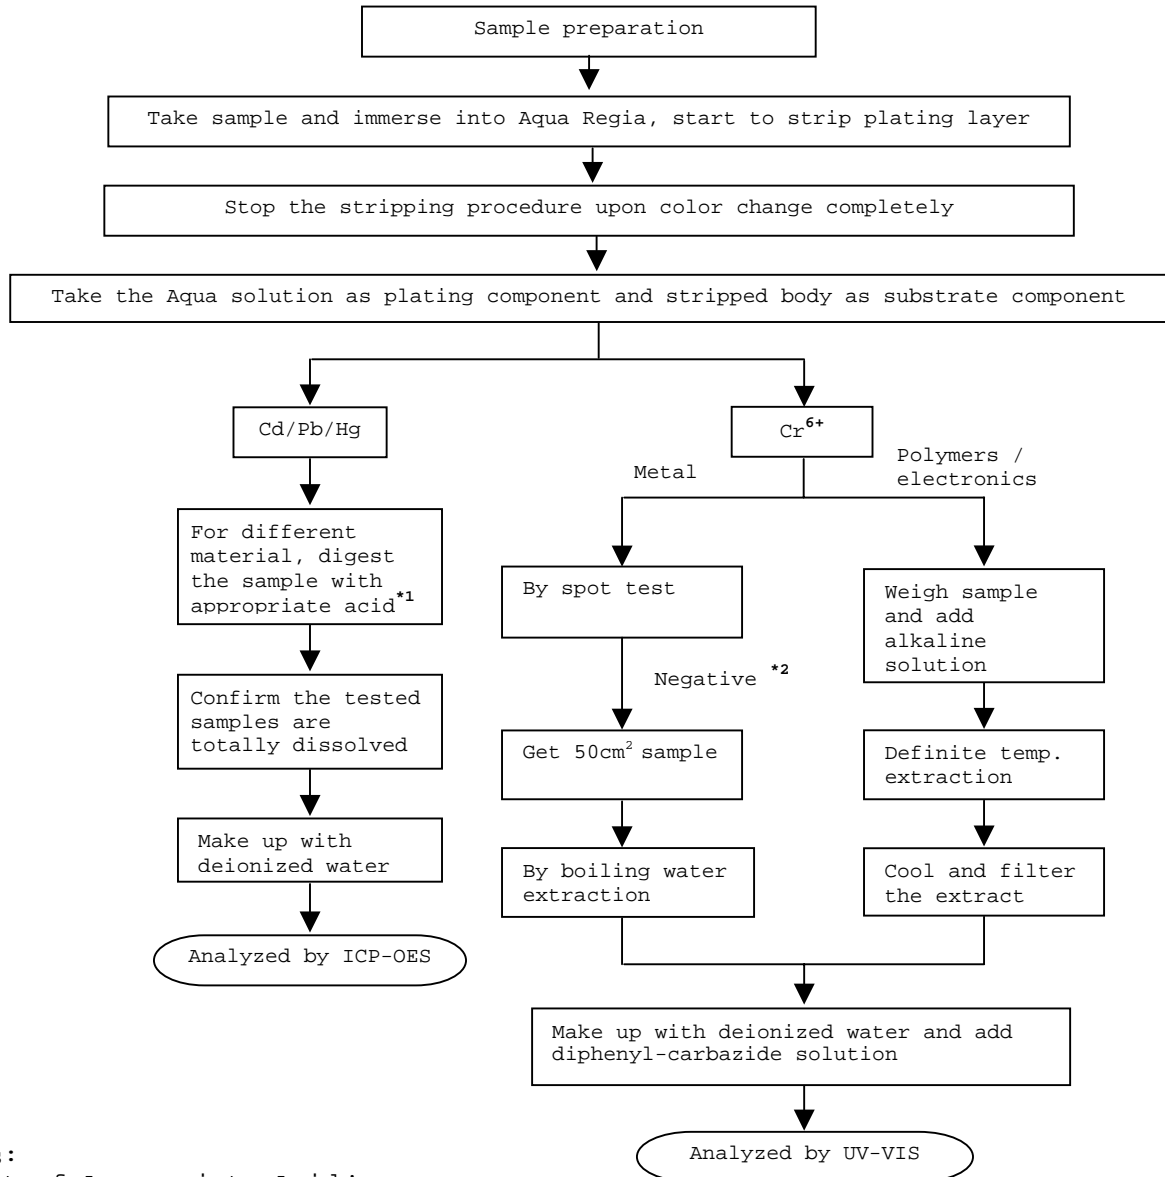 Sample preparation
Take sample and immerse into Aqua Regia, start to strip plating layer
Stop the stripping procedure upon color change completely
Take the Aqua solution as plating component and stripped body as substrate component
Cd/Pb/Hg
For different
material, digest
the sample with
appropriate acid*1
Confirm the tested
samples are
totally dissolved
Make up with
deionized water
Analyzed by ICP-OES
Cr6+
Metal
Polymers /
electronics
By spot test
Negative *2
Get 50cm2 sample
By boiling water
extraction
Weigh sample
and add
alkaline
solution
Definite temp.
extraction
Cool and filter
the extract
Make up with deionized water and add
diphenyl-carbazide solution
Analyzed by UV-VIS